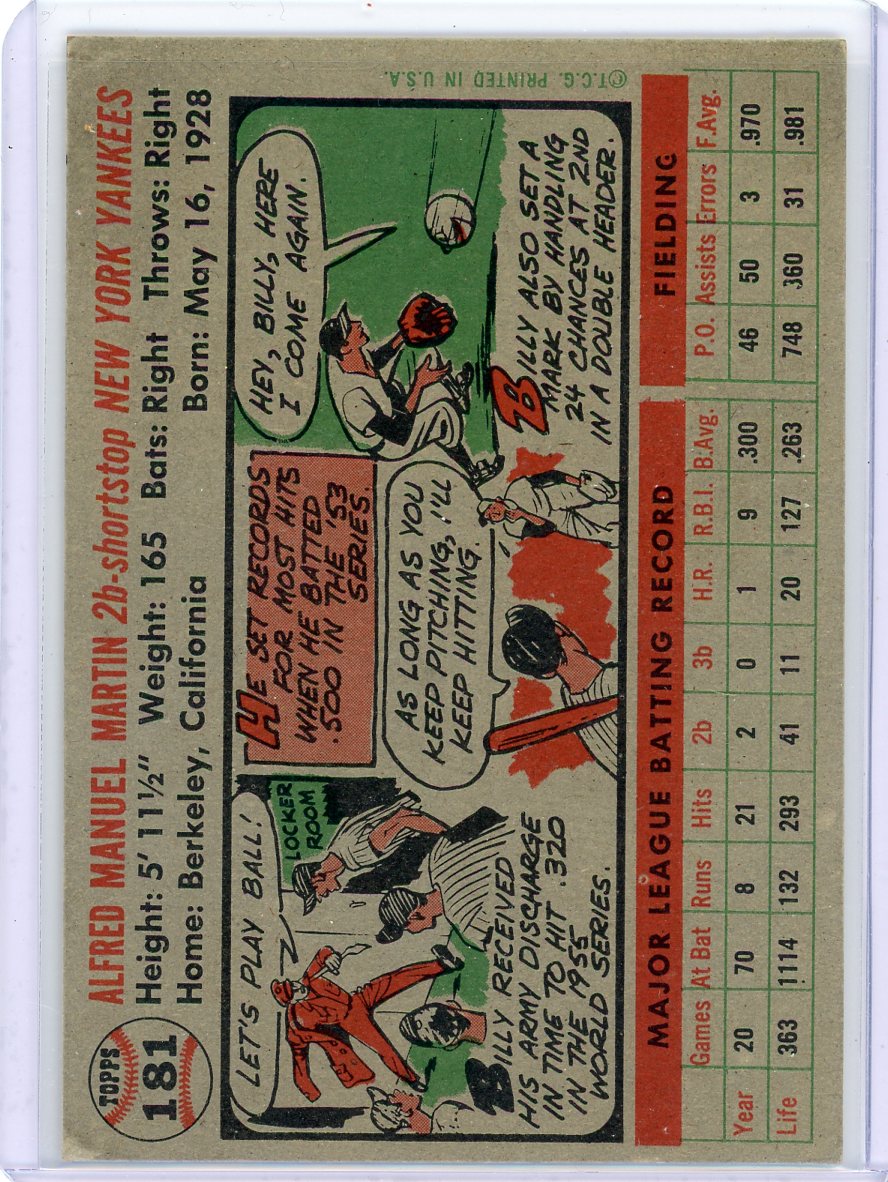 TOPPS
181
ALFRED MANUEL MARTIN 2b-shortstop NEW YORK YANKEES
Height: 5' 11½" Weight: 165 Bats: Right Throws: Right
Home: Berkeley, California Born: May 16, 1928
LET'S PLAY BALL!
LOCKER
ROOM
BILLY RECEIVED
HIS ARMY DISCHARGE
IN TIME TO HIT .320
IN THE 1955
WORLD SERIES.
HE SET RECORDS
FOR MOST HITS
WHEN HE BATTED
.500 IN THE '53
SERIES.
AS LONG AS YOU
KEEP PITCHING, I'LL
KEEP HITTING.
HEY, BILLY, HERE
I COME AGAIN.
BILLY ALSO SET A
MARK BY HANDLING
24 CHANCES AT 2ND
IN A DOUBLE HEADER.
©T.C.G. PRINTED IN U.S.A.
MAJOR LEAGUE BATTING RECORD FIELDING
Games At Bat Runs Hits 2b 3b H.R. R.B.I. B.Avg. P.O. Assists Errors F.Avg.
Year 20 70 8 21 2 0 1 9 .300 46 50 3 .970
Life 363 1114 132 293 41 11 20 127 .263 748 360 31 .981